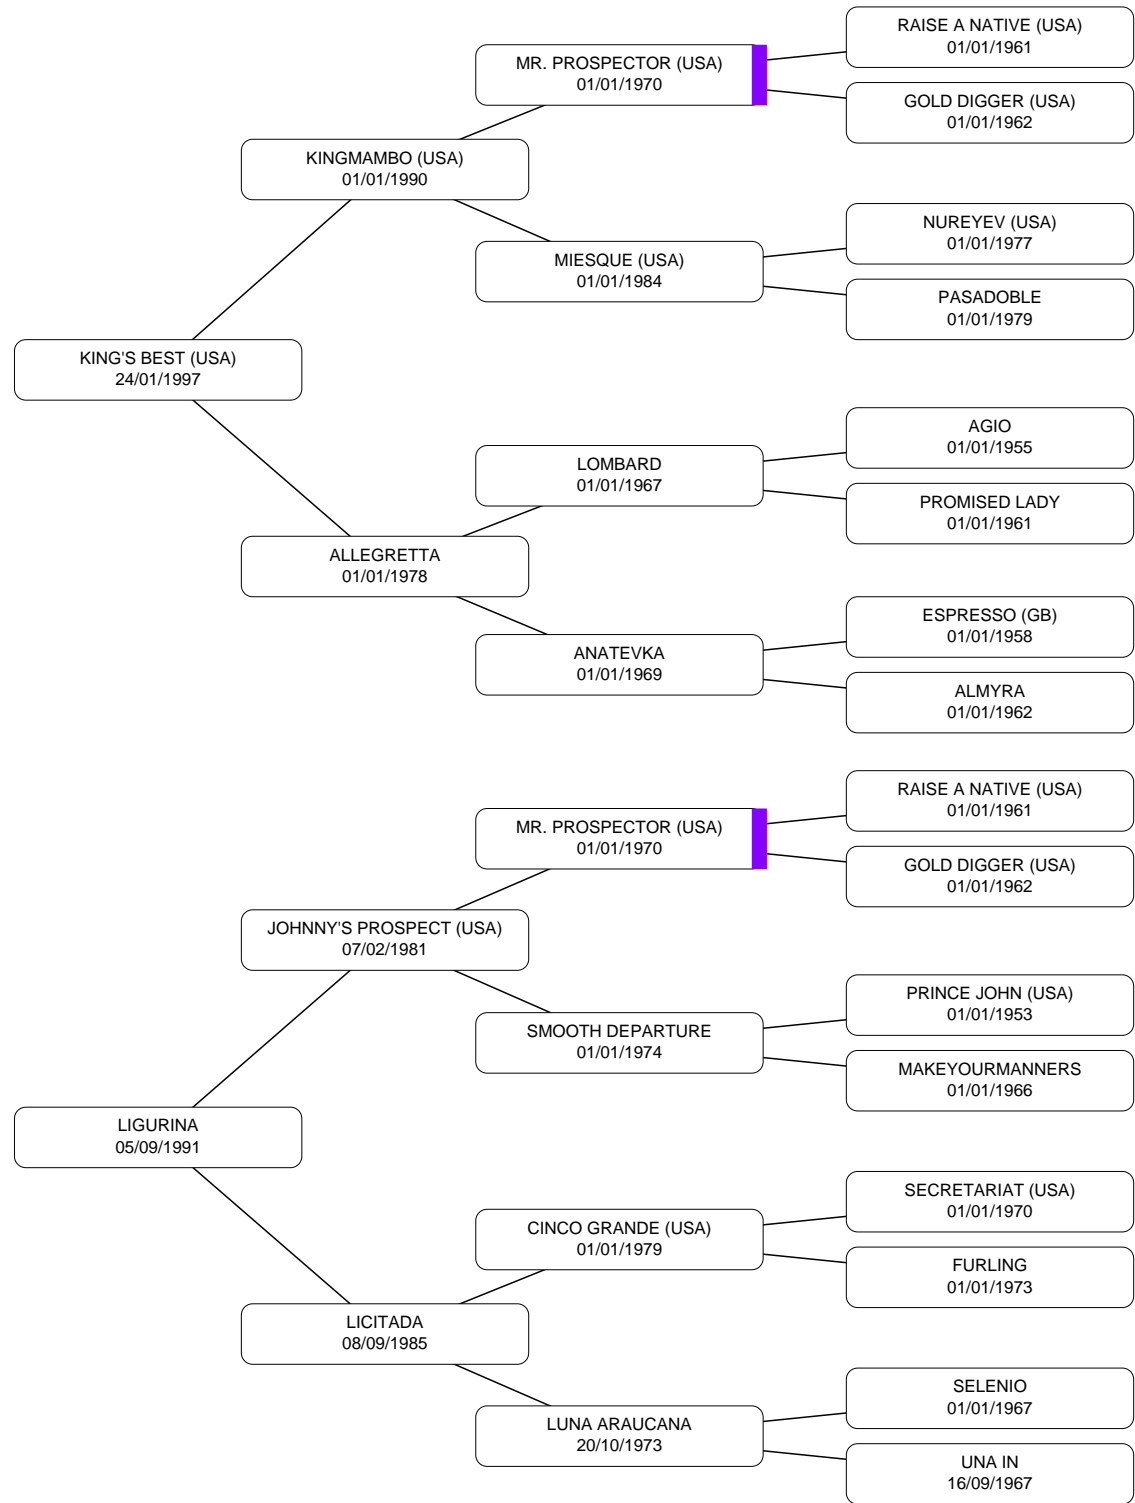 RAISE A NATIVE (USA)
01/01/1961
MR. PROSPECTOR (USA)
01/01/1970
GOLD DIGGER (USA)
01/01/1962
KINGMAMBO (USA)
01/01/1990
NUREYEV (USA)
01/01/1977
MIESQUE (USA)
01/01/1984
PASADOBLE
01/01/1979
KING'S BEST (USA)
24/01/1997
AGIO
01/01/1955
LOMBARD
01/01/1967
PROMISED LADY
01/01/1961
ALLEGRETTA
01/01/1978
ESPRESSO (GB)
01/01/1958
ANATEVKA
01/01/1969
ALMYRA
01/01/1962
RAISE A NATIVE (USA)
01/01/1961
MR. PROSPECTOR (USA)
01/01/1970
GOLD DIGGER (USA)
01/01/1962
JOHNNY'S PROSPECT (USA)
07/02/1981
PRINCE JOHN (USA)
01/01/1953
SMOOTH DEPARTURE
01/01/1974
MAKEYOURMANNERS
01/01/1966
LIGURINA
05/09/1991
SECRETARIAT (USA)
01/01/1970
CINCO GRANDE (USA)
01/01/1979
FURLING
01/01/1973
LICITADA
08/09/1985
SELENIO
01/01/1967
LUNA ARAUCANA
20/10/1973
UNA IN
16/09/1967